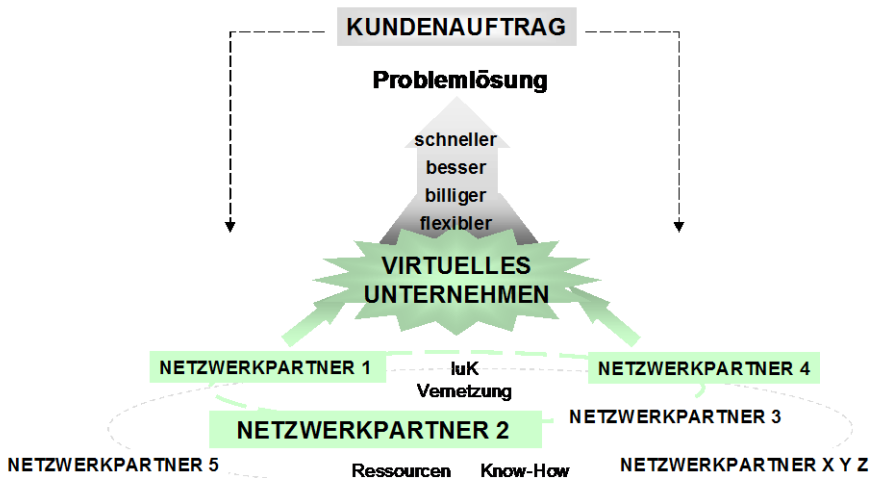 KUNDENAUFTRAG
Problemlösung
schneller
besser
billiger
flexibler
VIRTUELLES
UNTERNEHMEN
NETZWERKPARTNER 1
IuK
Vernetzung
NETZWERKPARTNER 4
NETZWERKPARTNER 2
NETZWERKPARTNER 3
NETZWERKPARTNER 5
Ressourcen
Know-How
NETZWERKPARTNER X Y Z